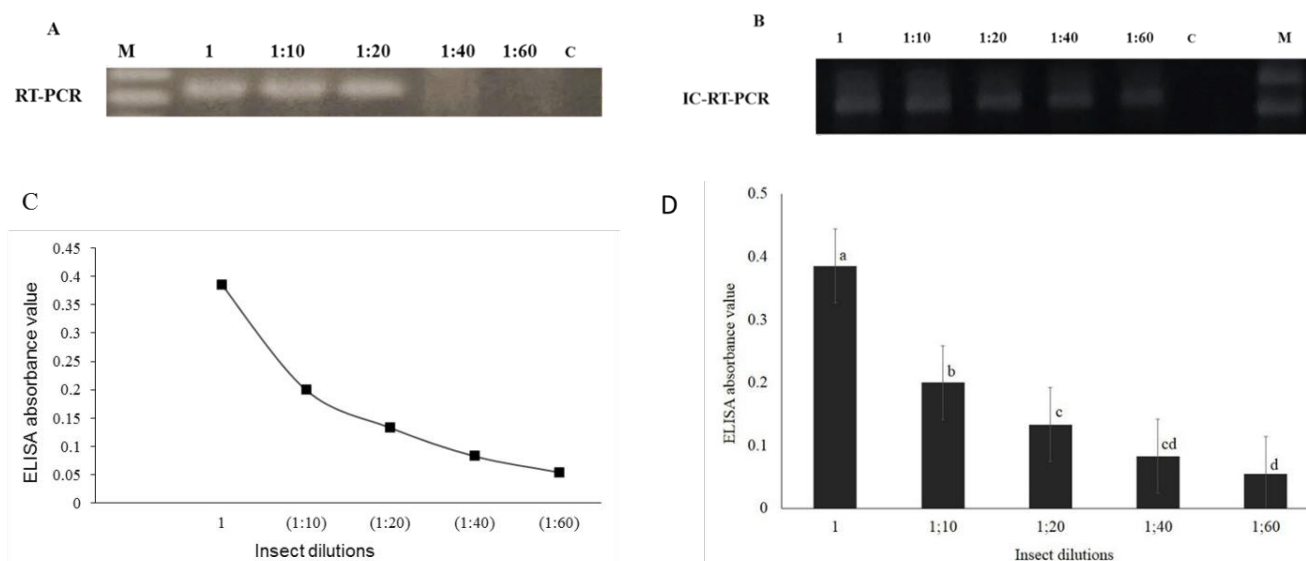 A
M 1 1:10 1:20 1:40 1:60 C
RT-PCR
B
1 1:10 1:20 1:40 1:60 C M
IC-RT-PCR
C
0.45
0.4
0.35
0.3
0.25
0.2
0.15
0.1
0.05
0
ELISA absorbance value
1 (1:10) (1:20) (1:40) (1:60)
Insect dilutions
D
0.5
0.4
0.3
0.2
0.1
0
ELISA absorbance value
a
b
c
cd
d
1 1;10 1;20 1;40 1;60
Insect dilutions